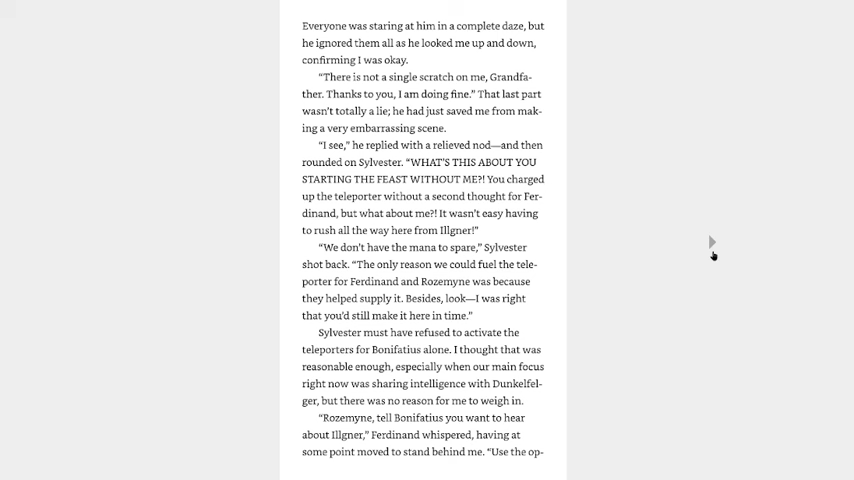 Everyone was staring at him in a complete daze, but
he ignored them all as he looked me up and down,
confirming I was okay.
“There is not a single scratch on me, Grandfa-
ther. Thanks to you, I am doing fine.” That last part
wasn’t totally a lie; he had just saved me from mak-
ing a very embarrassing scene.
“I see,” he replied with a relieved nod—and then
rounded on Sylvester. “WHAT’S THIS ABOUT YOU
STARTING THE FEAST WITHOUT ME?! You charged
up the teleporter without a second thought for Fer-
dinand, but what about me?! It wasn’t easy having
to rush all the way here from Illgner!”
“We don’t have the mana to spare,” Sylvester
shot back. “The only reason we could fuel the tele-
porter for Ferdinand and Rozemyne was because
they helped supply it. Besides, look—I was right
that you’d still make it here in time.”
Sylvester must have refused to activate the
teleporters for Bonifatius alone. I thought that was
reasonable enough, especially when our main focus
right now was sharing intelligence with Dunkelfel-
ger, but there was no reason for me to weigh in.
“Rozemyne, tell Bonifatius you want to hear
about Illgner,” Ferdinand whispered, having at
some point moved to stand behind me. “Use the op-